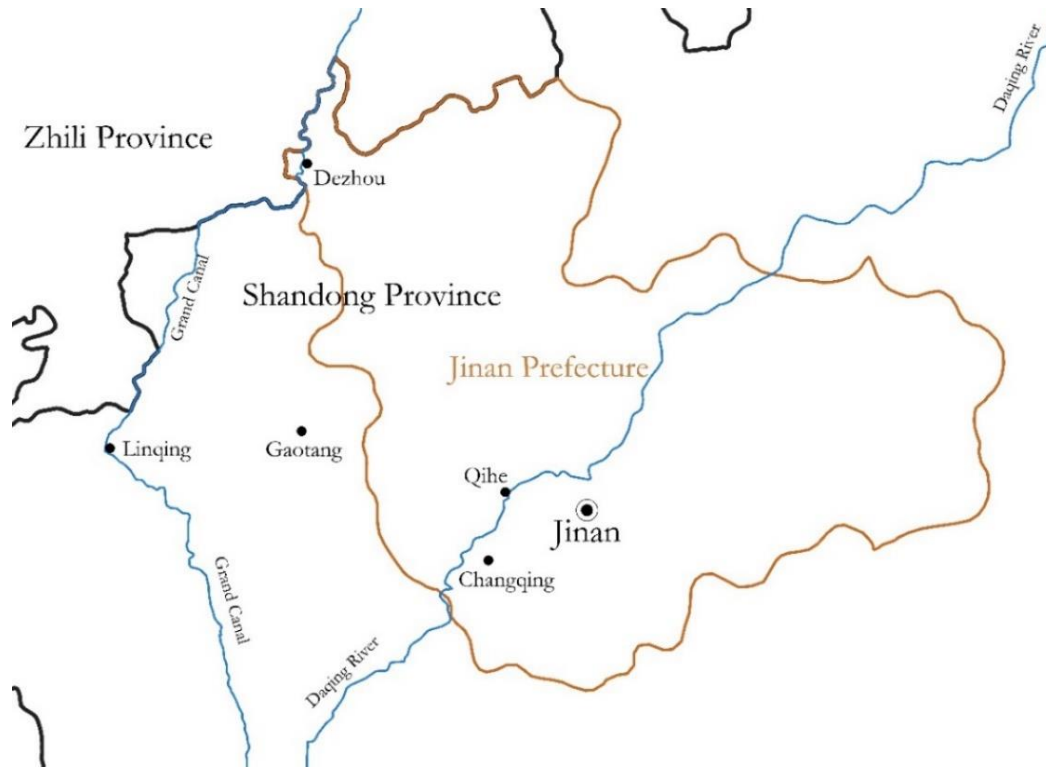 Daqing River
Zhili Province
Dezhou
Grand Canal
Shandong Province
Jinan Prefecture
Linqing
Gaotang
Qihe
Jinan
Changqing
Grand Canal
Daqing River